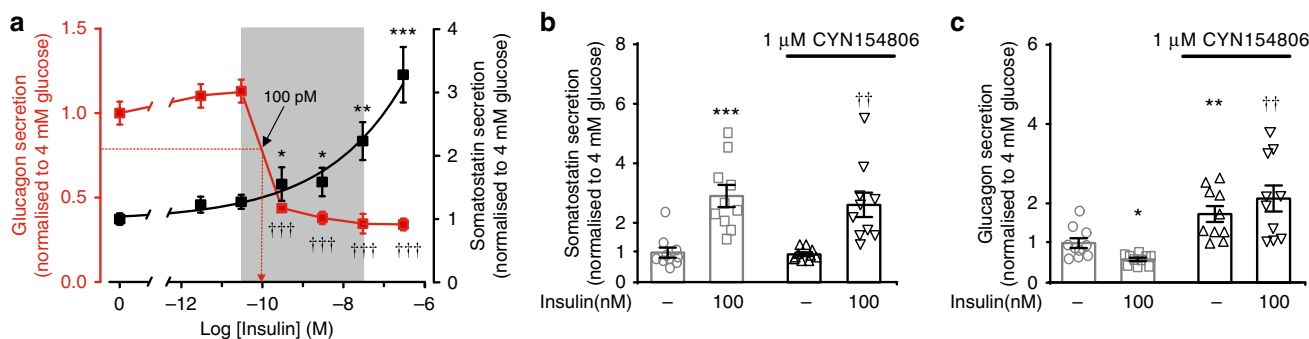 a
Glucagon secretion
(normalised to 4 mM glucose)
1.5
1.0
0.5
0.0
100 pM
*
*
**
***
†††
†††
†††
†††
4
3
2
1
0
Somatostatin secretion
(normalised to 4 mM glucose)
0
−12
−10
−8
−6
Log [Insulin] (M)
b
Somatostatin secretion
(normalised to 4 mM glucose)
8
6
4
2
0
1 μM CYN154806
***
††
Insulin(nM)
–
100
–
100
c
Glucagon secretion
(normalised to 4 mM glucose)
6
4
2
0
1 μM CYN154806
*
**
††
Insulin(nM)
–
100
–
100